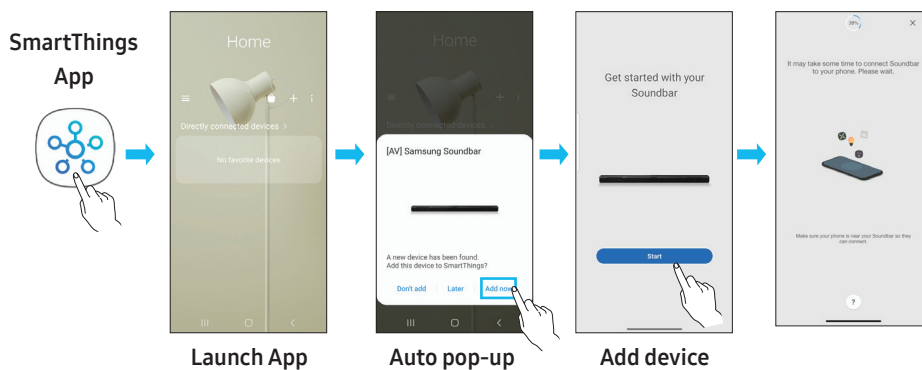 SmartThings
App
Home
Directly connected devices >
No favorite devices
Launch App
Home
Directly connected devices >
[AV] Samsung Soundbar
A new device has been found.
Add this device to SmartThings?
Don't add
Later
Add now
Auto pop-up
Get started with your
Soundbar
Start
Add device
38%
It may take some time to connect Soundbar
to your phone. Please wait.
Make sure your phone is near your Soundbar so they
can connect.
?